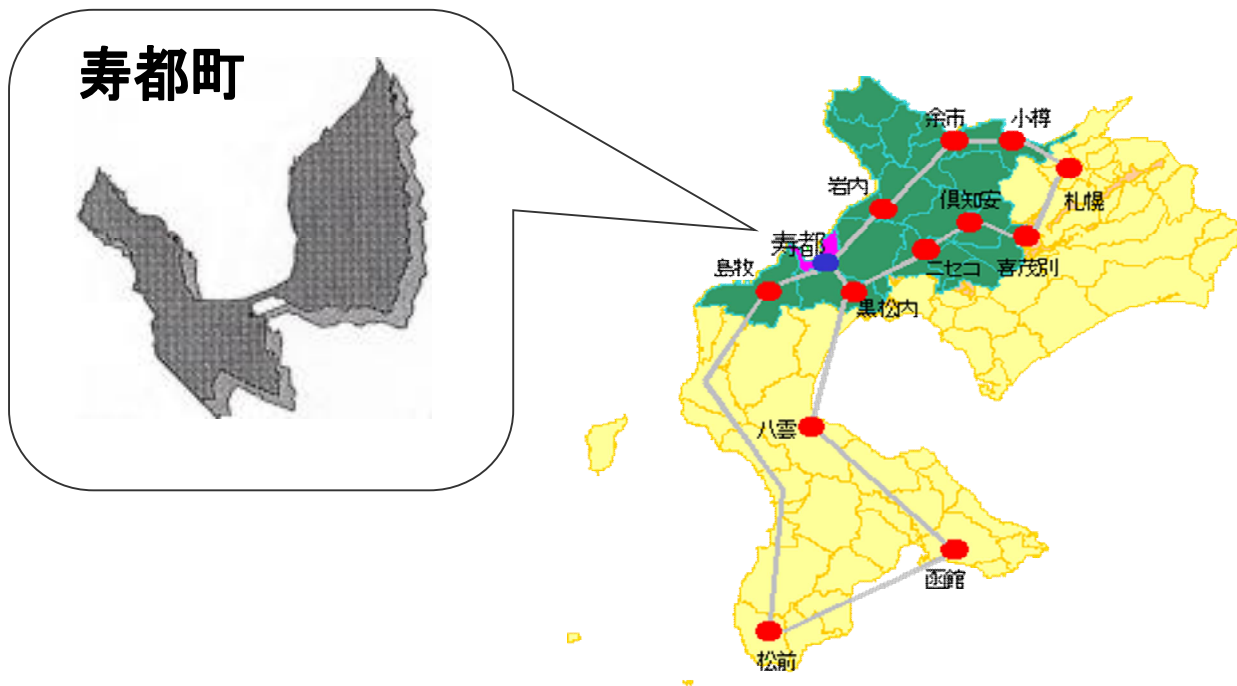 寿都町
余市
小樽
岩内
倶知安
札幌
寿都
島牧
ニセコ
喜茂別
黒松内
八雲
函館
松前